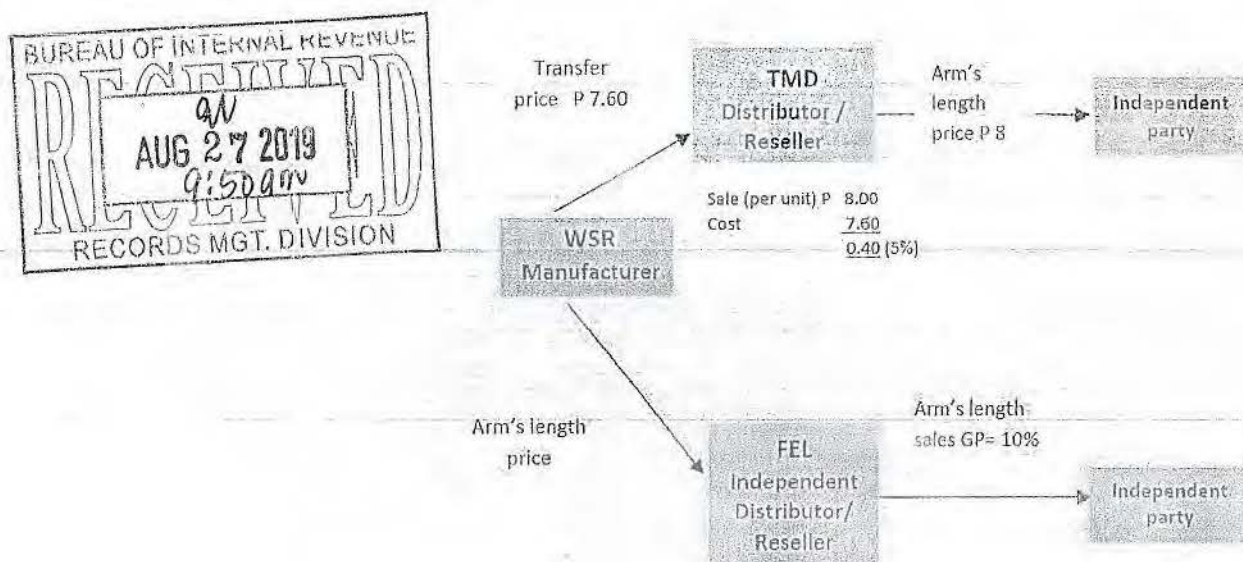 BUREAU OF INTERNAL REVENUE
RECEIVED
AUG 27 2019
9:50am
RECORDS MGT. DIVISION
Transfer
price P 7.60
TMD
Distributor /
Reseller
Arm's
length
price P 8
Independent
party
Sale (per unit) P 8.00
Cost 7.60
0.40 (5%)
WSR
Manufacturer
Arm's length
price
FEL
Independent
Distributor/
Reseller
Arm's length
sales GP= 10%
Independent
party